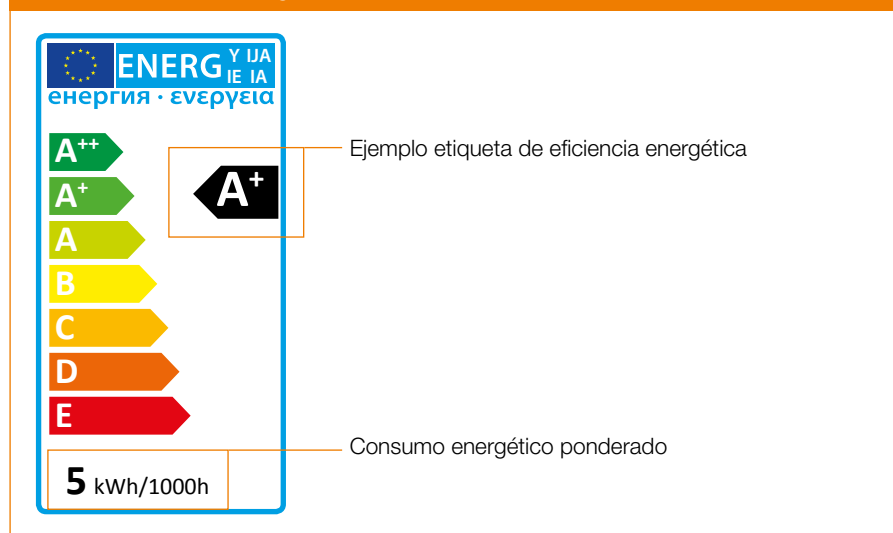 ENERG Y IJA
IE IA
енергия · ενεργεια
A++
Ejemplo etiqueta de eficiencia energética
A+
A+
A
B
C
D
E
Consumo energético ponderado
5 kWh/1000h